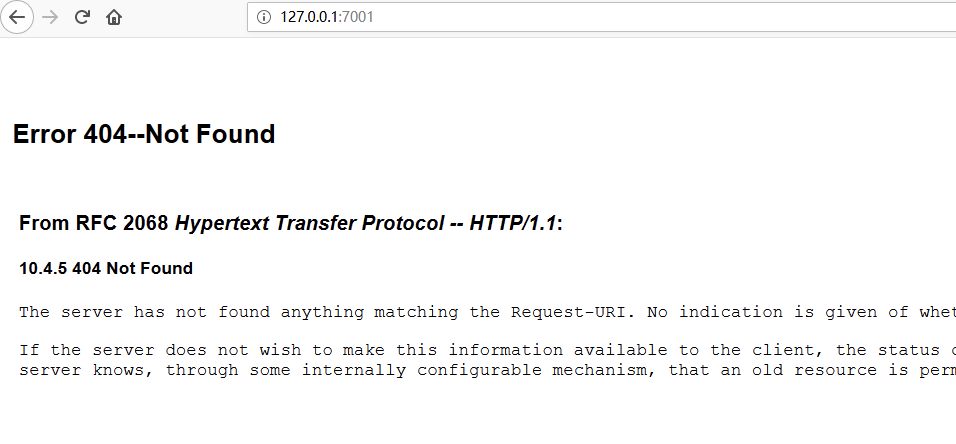 127.0.0.1:7001
Error 404--Not Found
From RFC 2068 Hypertext Transfer Protocol -- HTTP/1.1:
10.4.5 404 Not Found
The server has not found anything matching the Request-URI. No indication is given of
If the server does not wish to make this information available to the client, the status
server knows, through some internally configurable mechanism, that an old resource is